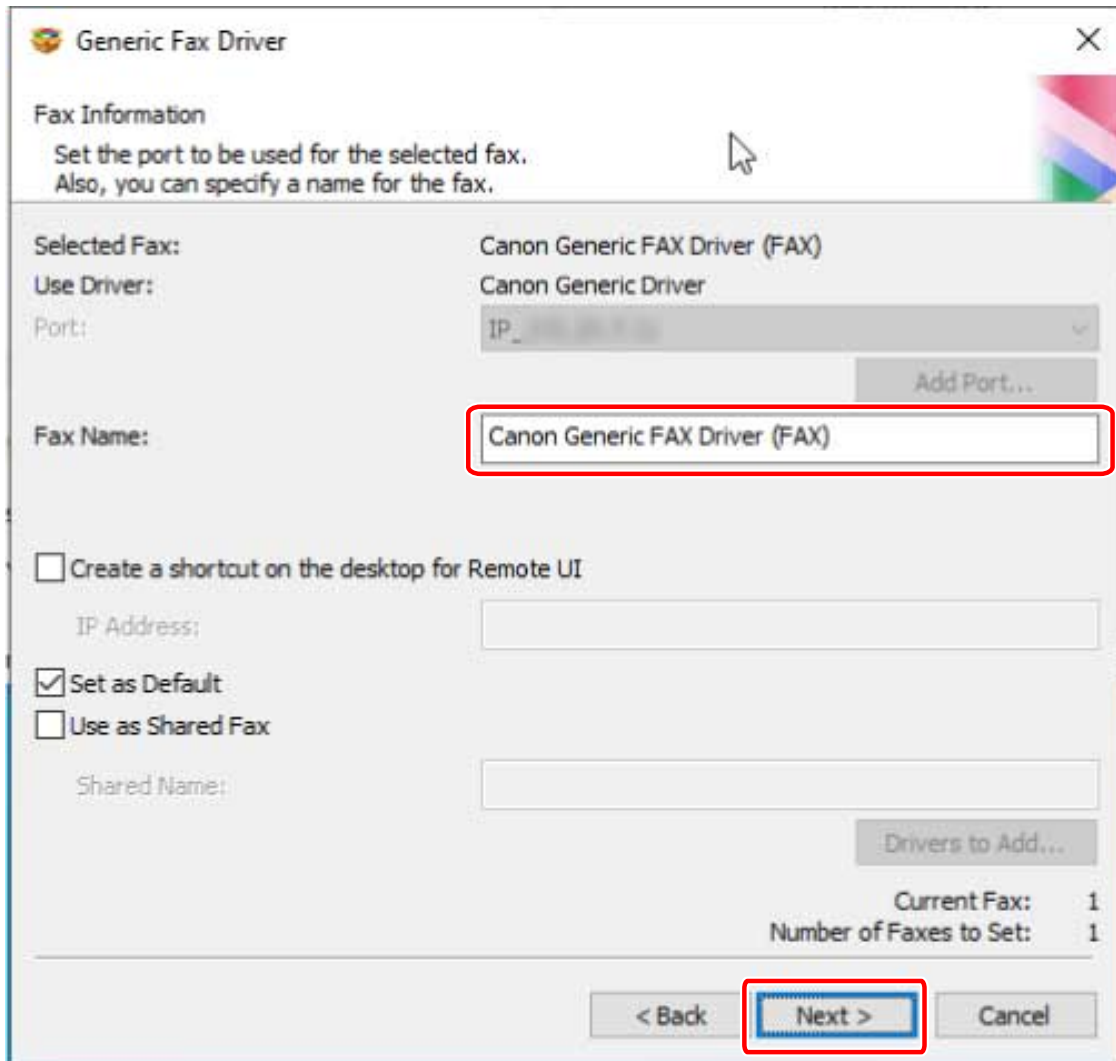 Generic Fax Driver
Fax Information
Set the port to be used for the selected fax.
Also, you can specify a name for the fax.
Selected Fax: Canon Generic FAX Driver (FAX)
Use Driver: Canon Generic Driver
Port: IP_
Add Port...
Fax Name: Canon Generic FAX Driver (FAX)
Create a shortcut on the desktop for Remote UI
IP Address:
Set as Default
Use as Shared Fax
Shared Name:
Drivers to Add...
Current Fax: 1
Number of Faxes to Set: 1
< Back Next > Cancel